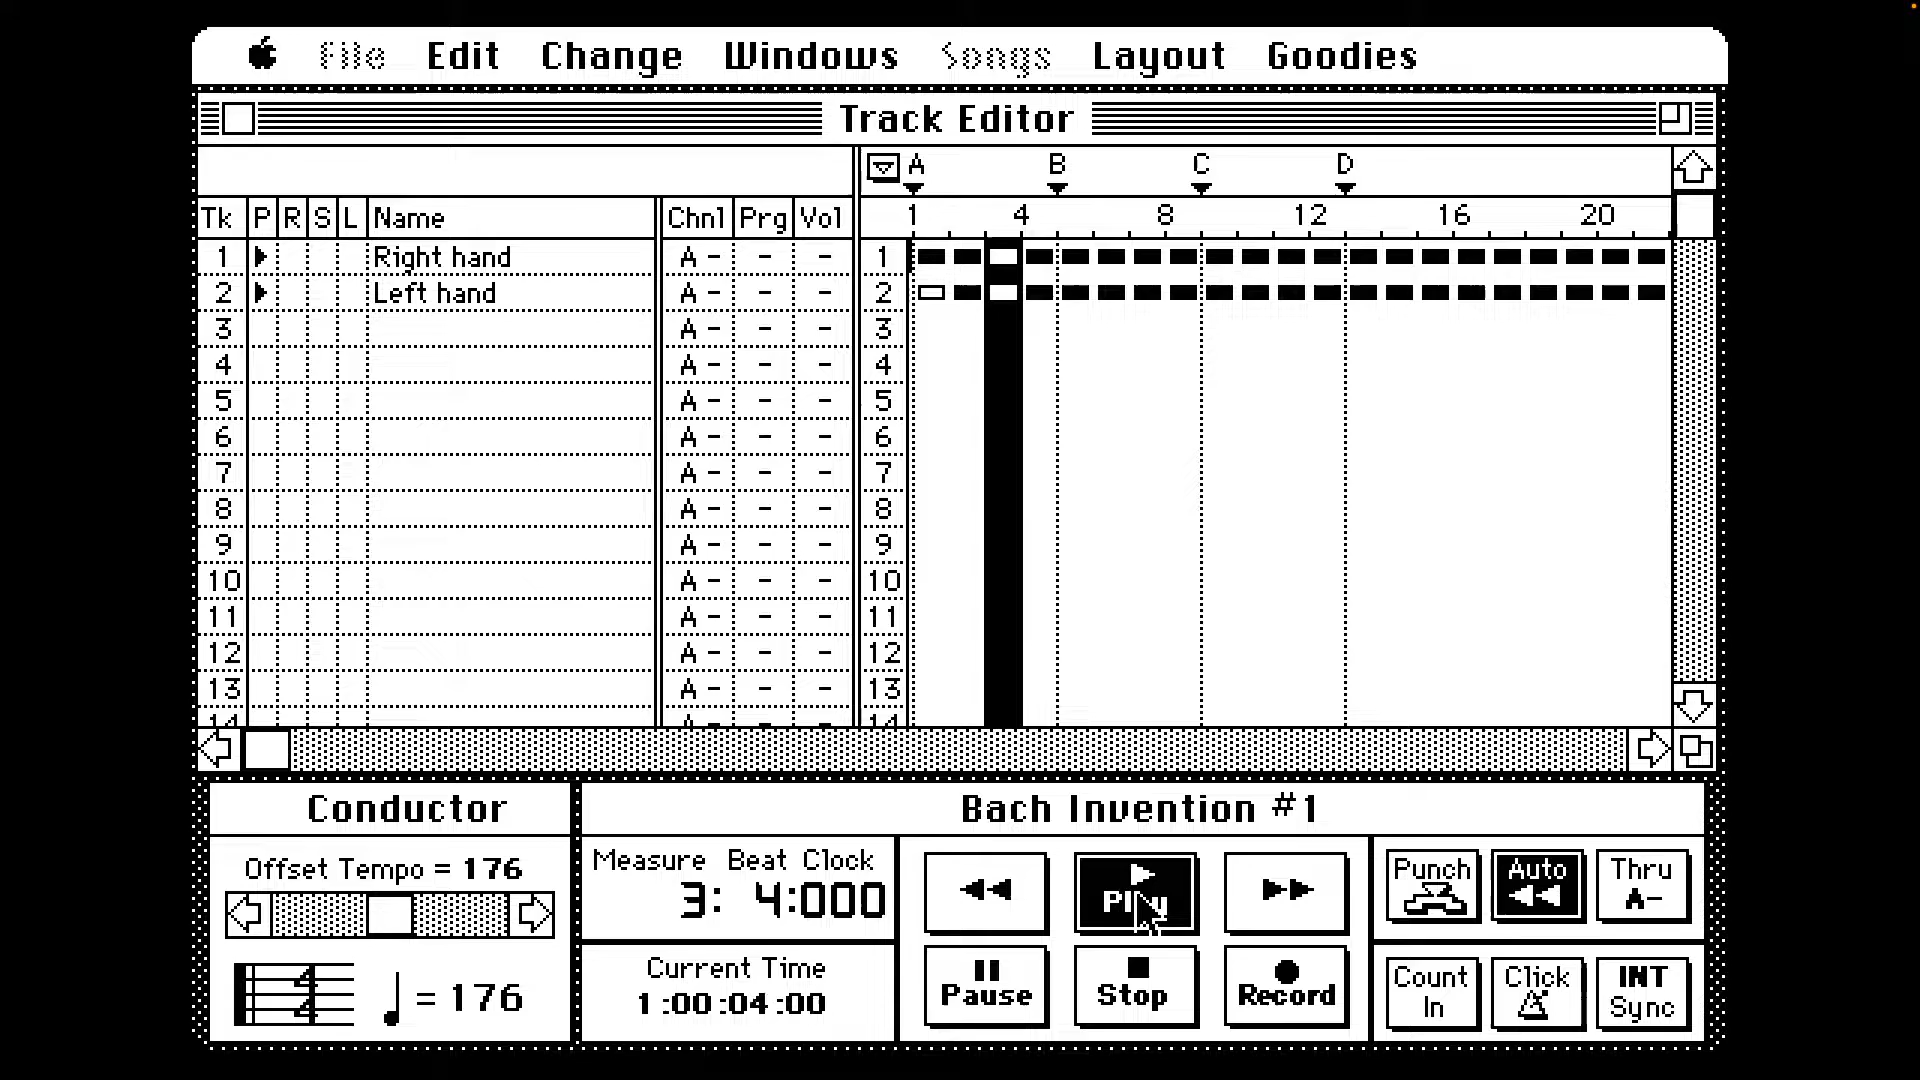 File Edit Change Windows Songs Layout Goodies
Track Editor
A B C D
Tk P R S L Name Chnl Prg Vol 1 4 8 12 16 20
1 Right hand A - - - 1
2 Left hand A - - - 2
3 A - - - 3
4 A - - - 4
5 A - - - 5
6 A - - - 6
7 A - - - 7
8 A - - - 8
9 A - - - 9
10 A - - - 10
11 A - - - 11
12 A - - - 12
13 A - - - 13
14 A - - - 14
Conductor
Offset Tempo = 176
4
4
= 176
Bach Invention #1
Measure Beat Clock
3: 4:000
Current Time
1:00:04:00
Play
Pause Stop Record
Punch Auto Thru
A-
Count Click INT
In Sync